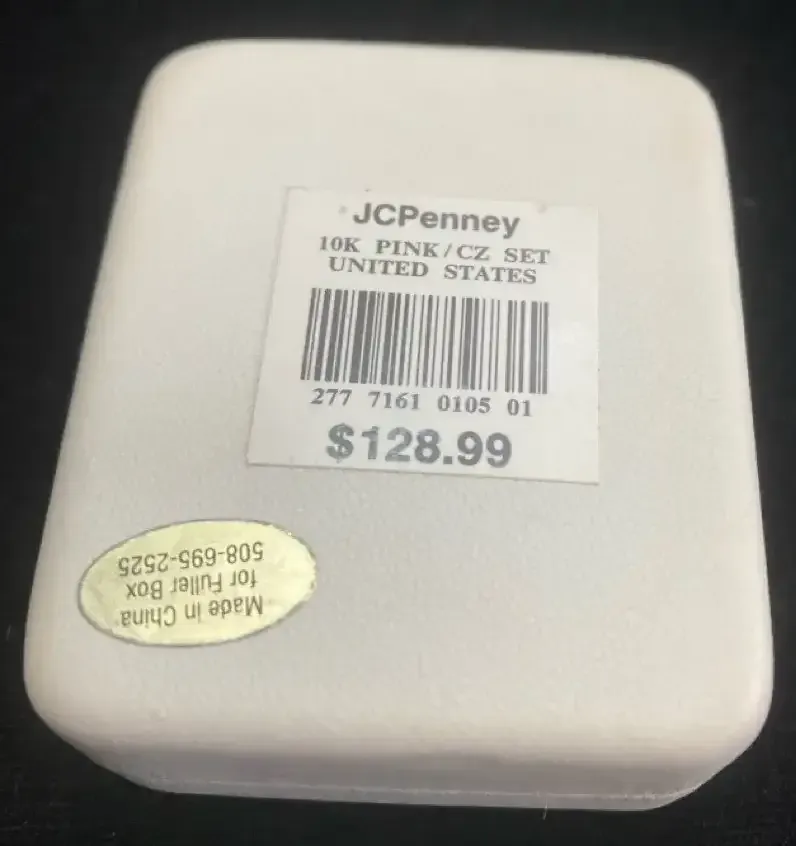 JCPenney
10K PINK/CZ SET
UNITED STATES
277 7161 0105 01
$128.99
Made in China
for Fuller Box
508-695-2525